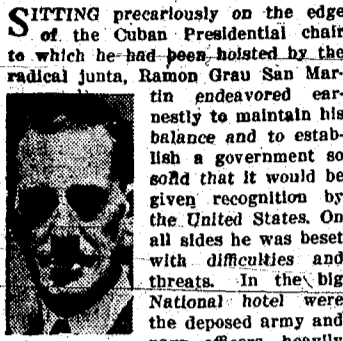 SITTING precariously on the edge
of the Cuban Presidential chair
to which he had been hoisted by the
radical junta, Ramon Grau San Mar-
tin endeavored ear-
nestly to maintain his
balance and to estab-
lish a government so
solid that it would be
given recognition by
the United States. On
all sides he was beset
with difficulties and
threats. In the big
National hotel were
the deposed army and
officers heavily